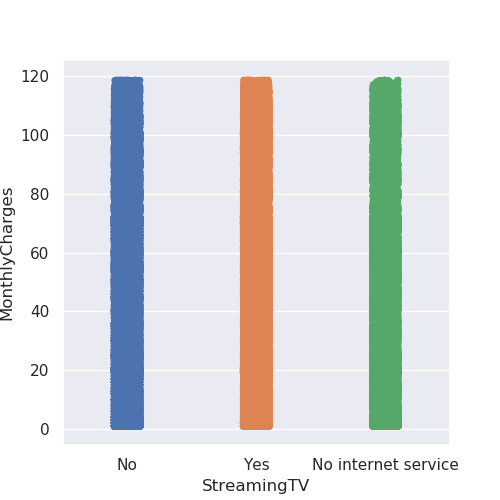 120
100
80
60
40
20
0
MonthlyCharges
No
Yes
No internet service
StreamingTV